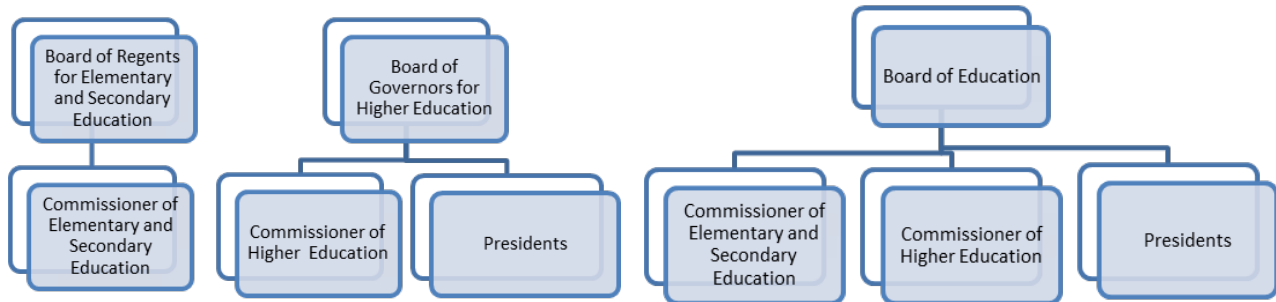 Board of Regents
for Elementary
and Secondary
Education
Commissioner of
Elementary and
Secondary
Education
Board of
Governors for
Higher Education
Commissioner of
Higher Education
Presidents
Board of Education
Commissioner of
Elementary and
Secondary
Education
Commissioner of
Higher Education
Presidents